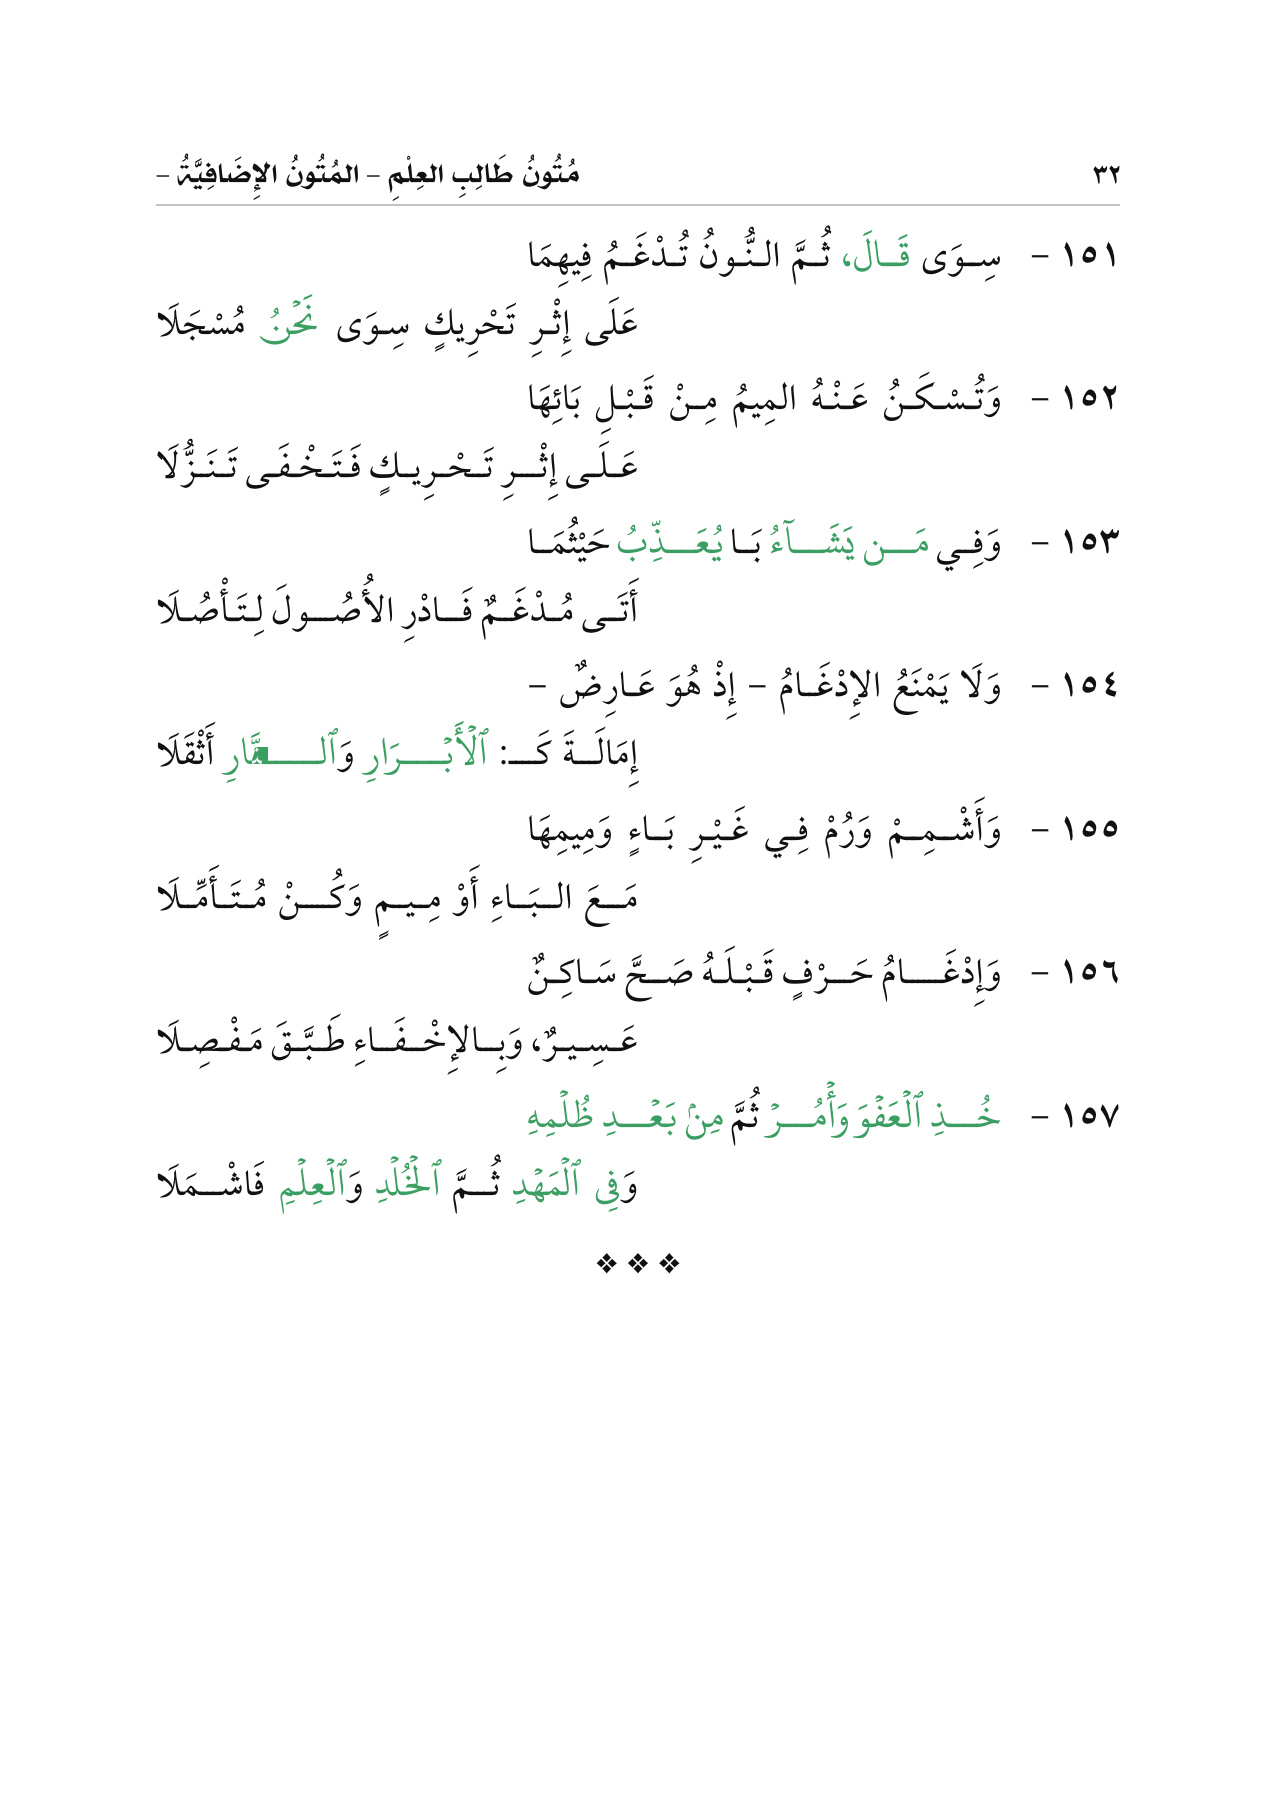 ٣٢ مُتُونُ طَالِبِ العِلْمِ – المُتُونُ الإِضَافِيَّةُ –
١٥١ – سِوَى قَالَ، ثُمَّ النُّونُ تُدْغَمُ فِيهِمَا
عَلَى إِثْرِ تَحْرِيكٍ سِوَى نَحْنُ مُسْجَلَا
١٥٢ – وَتُسْكَنُ عَنْهُ المِيمُ مِنْ قَبْلِ بَائِهَا
عَلَى إِثْرِ تَحْرِيكٍ فَتَخْفَى تَنَزُّلَا
١٥٣ – وَفِي مَن يَشَآءُ بَا يُعَذِّبُ حَيْثُمَا
أَتَى مُدْغَمٌ فَادْرِ الأُصُولَ لِتَأْصُلَا
١٥٤ – وَلَا يَمْنَعُ الإِدْغَامُ – إِذْ هُوَ عَارِضٌ –
إِمَالَةَ كَـ: ٱلْأَبْرَارِ وَ أَثْقَلَا
١٥٥ – وَأَشْمِمْ وَرُمْ فِي غَيْرِ بَاءٍ وَمِيمِهَا
مَعَ البَاءِ أَوْ مِيمٍ وَكُنْ مُتَأَمِّلَا
١٥٦ – وَإِدْغَامُ حَرْفٍ قَبْلَهُ صَحَّ سَاكِنٌ
عَسِيرٌ، وَبِالإِخْفَاءِ طَبَّقَ مَفْصِلَا
١٥٧ – خُذِ ٱلْعَفْوَ وَأْمُرْ ثُمَّ مِنۢ بَعْدِ ظُلْمِهِ
وَفِى ٱلْمَهْدِ ثُمَّ ٱلْخُلْدِ وَٱلْعِلْمِ فَاشْمَلَا